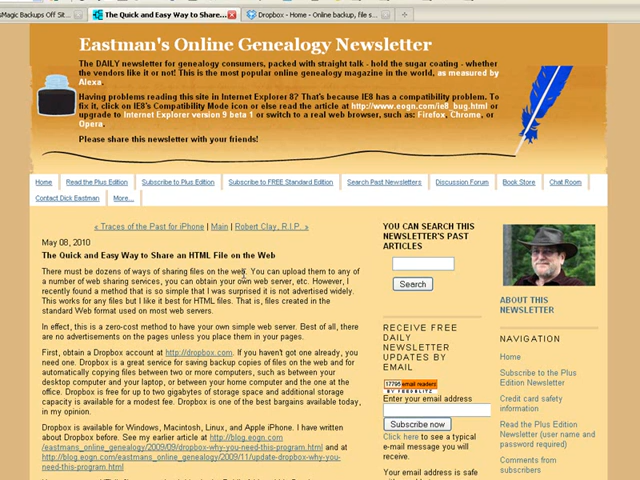 sMagic Backups Off Sit...
The Quick and Easy Way to Share...
Dropbox - Home - Online backup, file s...
Eastman's Online Genealogy Newsletter
The DAILY newsletter for genealogy consumers, packed with straight talk - hold the sugar coating - whether
the vendors like it or not! This is the most popular online genealogy magazine in the world, as measured by
Alexa.
Having problems reading this site in Internet Explorer 8? That's because IE8 has a compatibility problem. To
fix it, click on IE8's Compatibility Mode icon or else read the article at http://www.eogn.com/ie8_bug.html or
upgrade to Internet Explorer version 9 beta 1 or switch to a real web browser, such as: Firefox, Chrome, or
Opera.
Please share this newsletter with your friends!
Home
Read the Plus Edition
Subscribe to Plus Edition
Subscribe to FREE Standard Edition
Search Past Newsletters
Discussion Forum
Book Store
Chat Room
Contact Dick Eastman
More...
« Traces of the Past for iPhone | Main | Robert Clay, R.I.P. »
May 08, 2010
The Quick and Easy Way to Share an HTML File on the Web
There must be dozens of ways of sharing files on the web. You can upload them to any of
a number of web sharing services, you can obtain your own web server, etc. However, I
recently found a method that is so simple that I was surprised it is not advertised widely.
This works for any files but I like it best for HTML files. That is, files created in the
standard Web format used on most web servers.
In effect, this is a zero-cost method to have your own simple web server. Best of all, there
are no advertisements on the pages unless you place them in your pages.
First, obtain a Dropbox account at http://dropbox.com. If you haven't got one already, you
need one. Dropbox is a great service for saving backup copies of files on the web and for
automatically copying files between two or more computers, such as between your
desktop computer and your laptop, or between your home computer and the one at the
office. Dropbox is free for up to two gigabytes of storage space and additional storage
capacity is available for a modest fee. Dropbox is one of the best bargains available today,
in my opinion.
Dropbox is available for Windows, Macintosh, Linux, and Apple iPhone. I have written
about Dropbox before. See my earlier article at http://blog.eogn.com
/eastmans_online_genealogy/2009/09/dropbox-why-you-need-this-program.html and at
http://blog.eogn.com/eastmans_online_genealogy/2009/11/update-dropbox-why-you-
need-this-program.html
YOU CAN SEARCH THIS
NEWSLETTER'S PAST
ARTICLES
Search
RECEIVE FREE
DAILY
NEWSLETTER
UPDATES BY
EMAIL
17795 email readers
BY FEEDBLITZ
Enter your email address
Subscribe now
Click here to see a typical
e-mail message you will
receive.
Your email address is safe
ABOUT THIS
NEWSLETTER
NAVIGATION
Home
Subscribe to the Plus
Edition Newsletter
Credit card safety
information
Read the Plus Edition
Newsletter (user name and
password required)
Comments from
subscribers